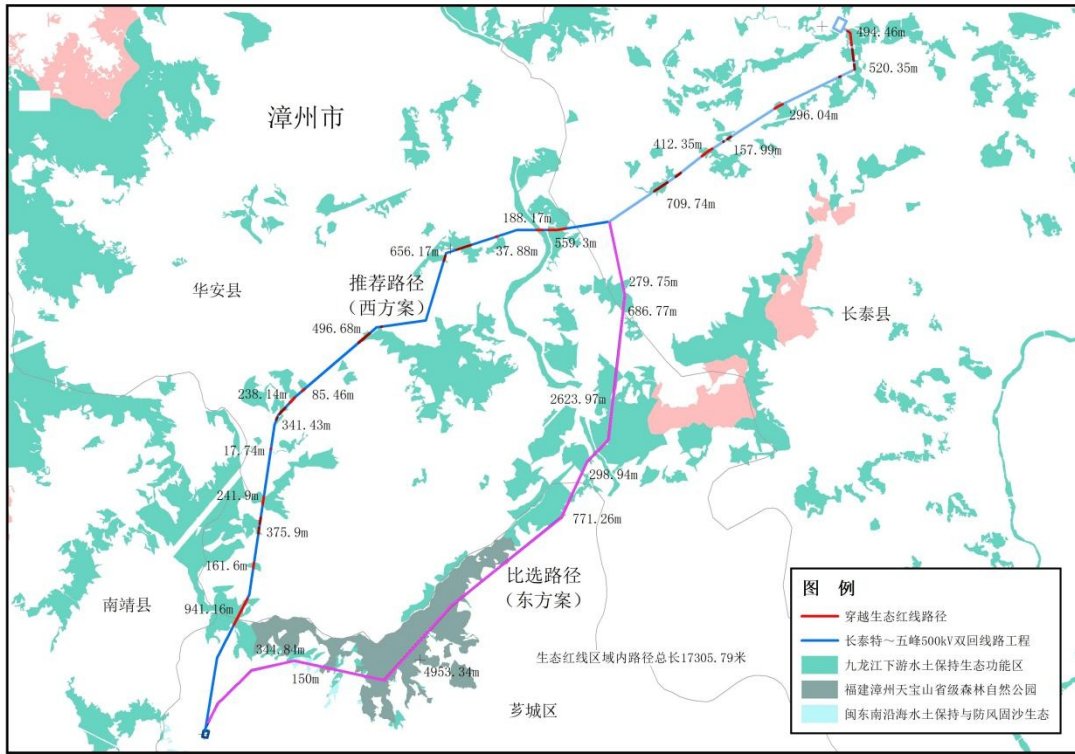 494.46m
520.35m
漳州市
296.04m
412.35m
157.99m
709.74m
188.17m
656.17m
37.88m
559.3m
推荐路径
（西方案）
279.75m
华安县
686.77m
长泰县
496.68m
238.14m
85.46m
2623.97m
341.43m
17.74m
298.94m
241.9m
771.26m
375.9m
161.6m
比选路径
（东方案）
南靖县
941.16m
344.84m
150m
4953.34m
生态红线区域内路径总长17305.79米
芗城区
图 例
穿越生态红线路径
长泰特～五峰500kV双回线路工程
九龙江下游水土保持生态功能区
福建漳州天宝山省级森林自然公园
闽东南沿海水土保持与防风固沙生态